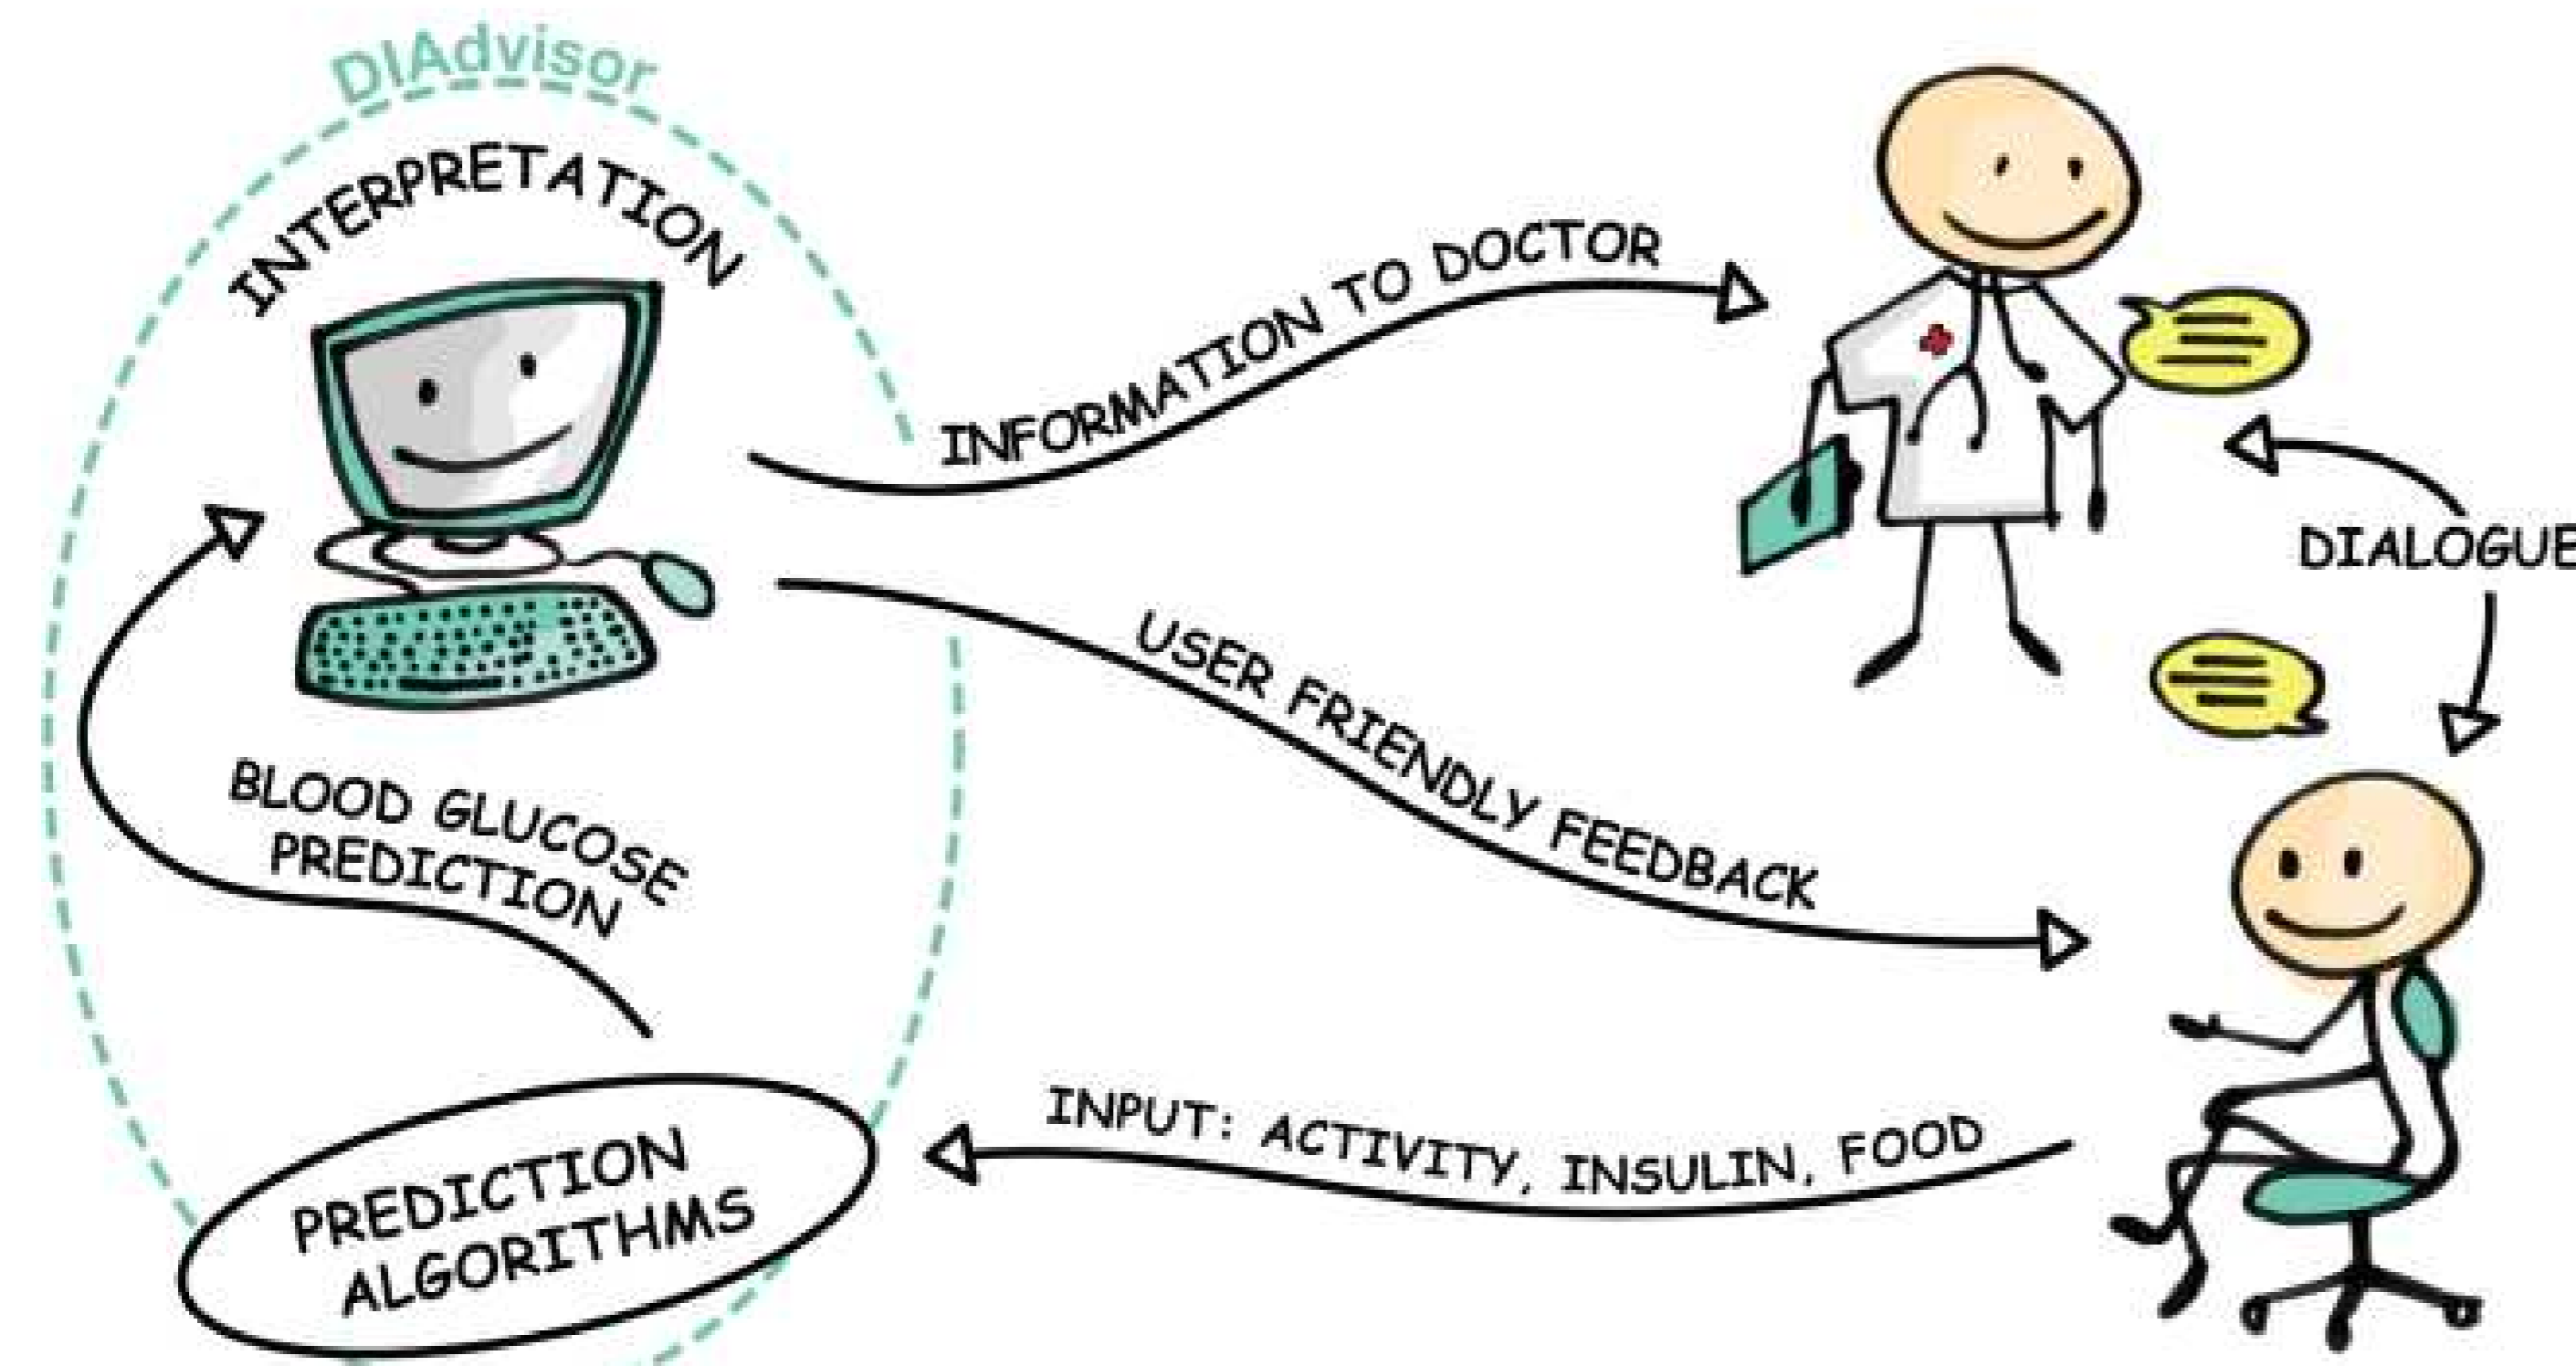 DIAdvisor
INTERPRETATION
INFORMATION TO DOCTOR
DIALOGUE
USER FRIENDLY FEEDBACK
BLOOD GLUCOSE
PREDICTION
INPUT: ACTIVITY, INSULIN, FOOD
PREDICTION
ALGORITHMS